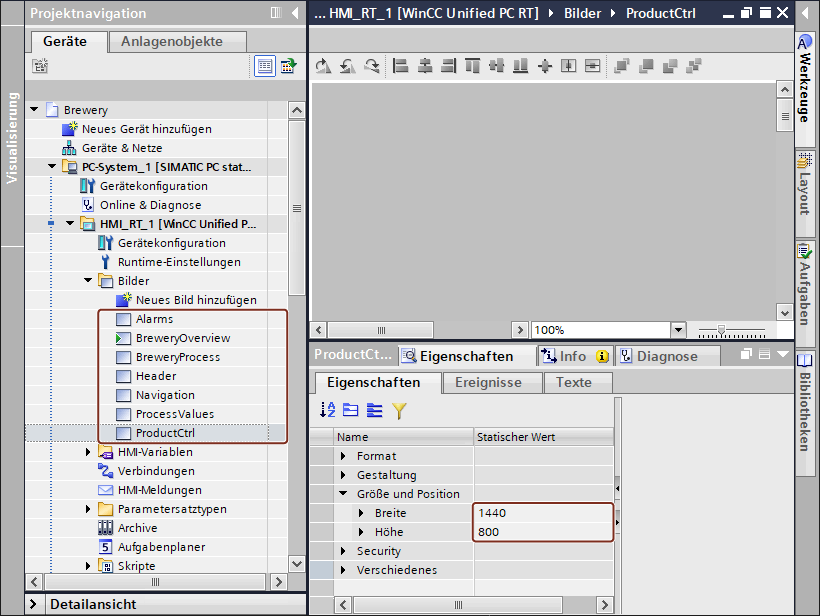 Projektnavigation
Geräte
Anlagenobjekte
Visualisierung
Brewery
Neues Gerät hinzufügen
Geräte & Netze
PC-System_1 [SIMATIC PC stat...
Gerätekonfiguration
Online & Diagnose
HMI_RT_1 [WinCC Unified P...
Gerätekonfiguration
Runtime-Einstellungen
Bilder
Neues Bild hinzufügen
Alarms
BreweryOverview
BreweryProcess
Header
Navigation
ProcessValues
ProductCtrl
HMI-Variablen
Verbindungen
HMI-Meldungen
Parametersatztypen
Archive
Aufgabenplaner
Skripte
Detailansicht
... HMI_RT_1 [WinCC Unified PC RT] Bilder ProductCtrl
100%
ProductCt...
Eigenschaften
Info
Diagnose
Eigenschaften
Ereignisse
Texte
Name Statischer Wert
Format
Gestaltung
Größe und Position
Breite 1440
Höhe 800
Security
Verschiedenes
Werkzeuge
Layout
Aufgaben
Bibliotheken